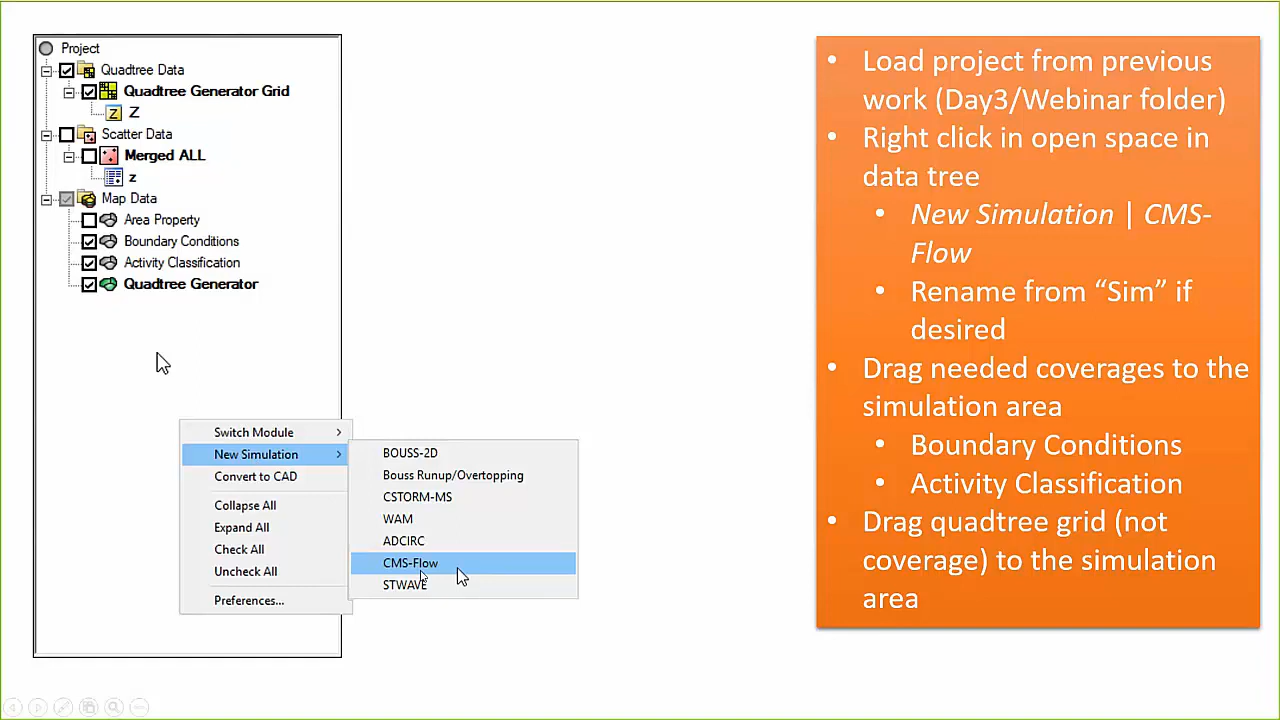 Project
Quadtree Data
Quadtree Generator Grid
Z
Scatter Data
Merged ALL
z
Map Data
Area Property
Boundary Conditions
Activity Classification
Quadtree Generator
Switch Module
New Simulation
Convert to CAD
Collapse All
Expand All
Check All
Uncheck All
Preferences...
BOUSS-2D
Bouss Runup/Overtopping
CSTORM-MS
WAM
ADCIRC
CMS-Flow
STWAVE
• Load project from previous
work (Day3/Webinar folder)
• Right click in open space in
data tree
• New Simulation | CMS-
Flow
• Rename from “Sim” if
desired
• Drag needed coverages to the
simulation area
• Boundary Conditions
• Activity Classification
• Drag quadtree grid (not
coverage) to the simulation
area